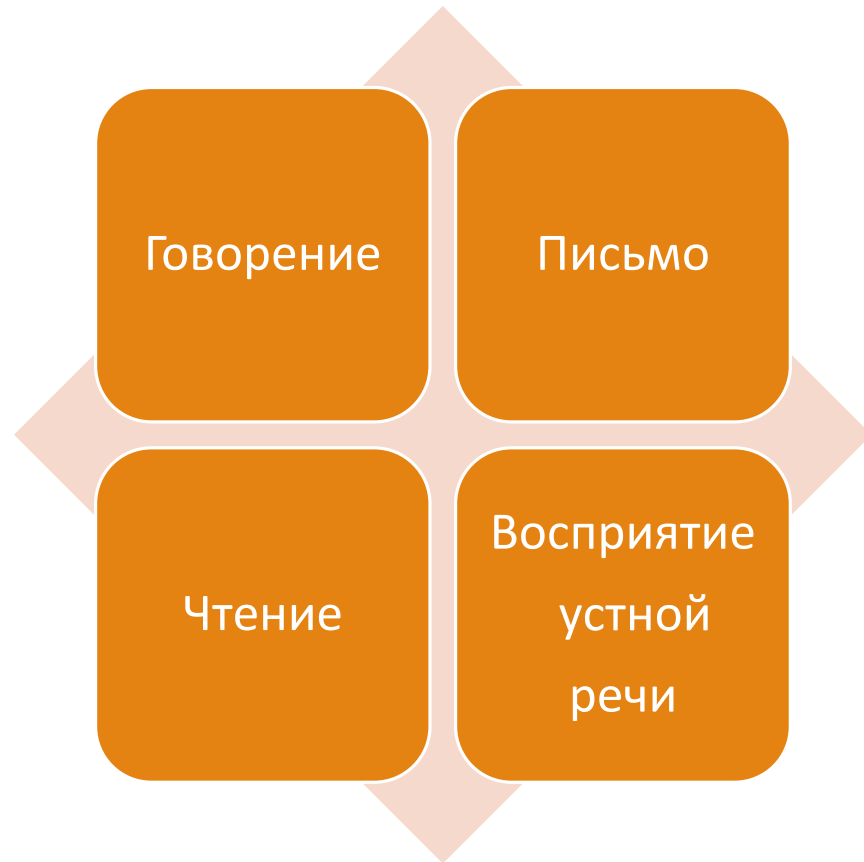 Говорение
Письмо
Чтение
Восприятие
устной
речи